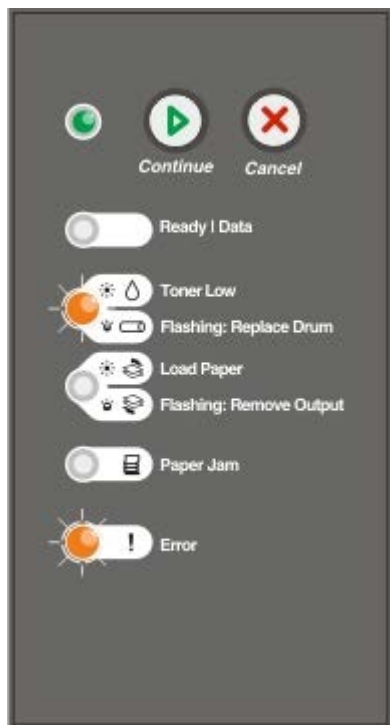 Continue
Cancel
Ready | Data
Toner Low
Flashing: Replace Drum
Load Paper
Flashing: Remove Output
Paper Jam
! Error